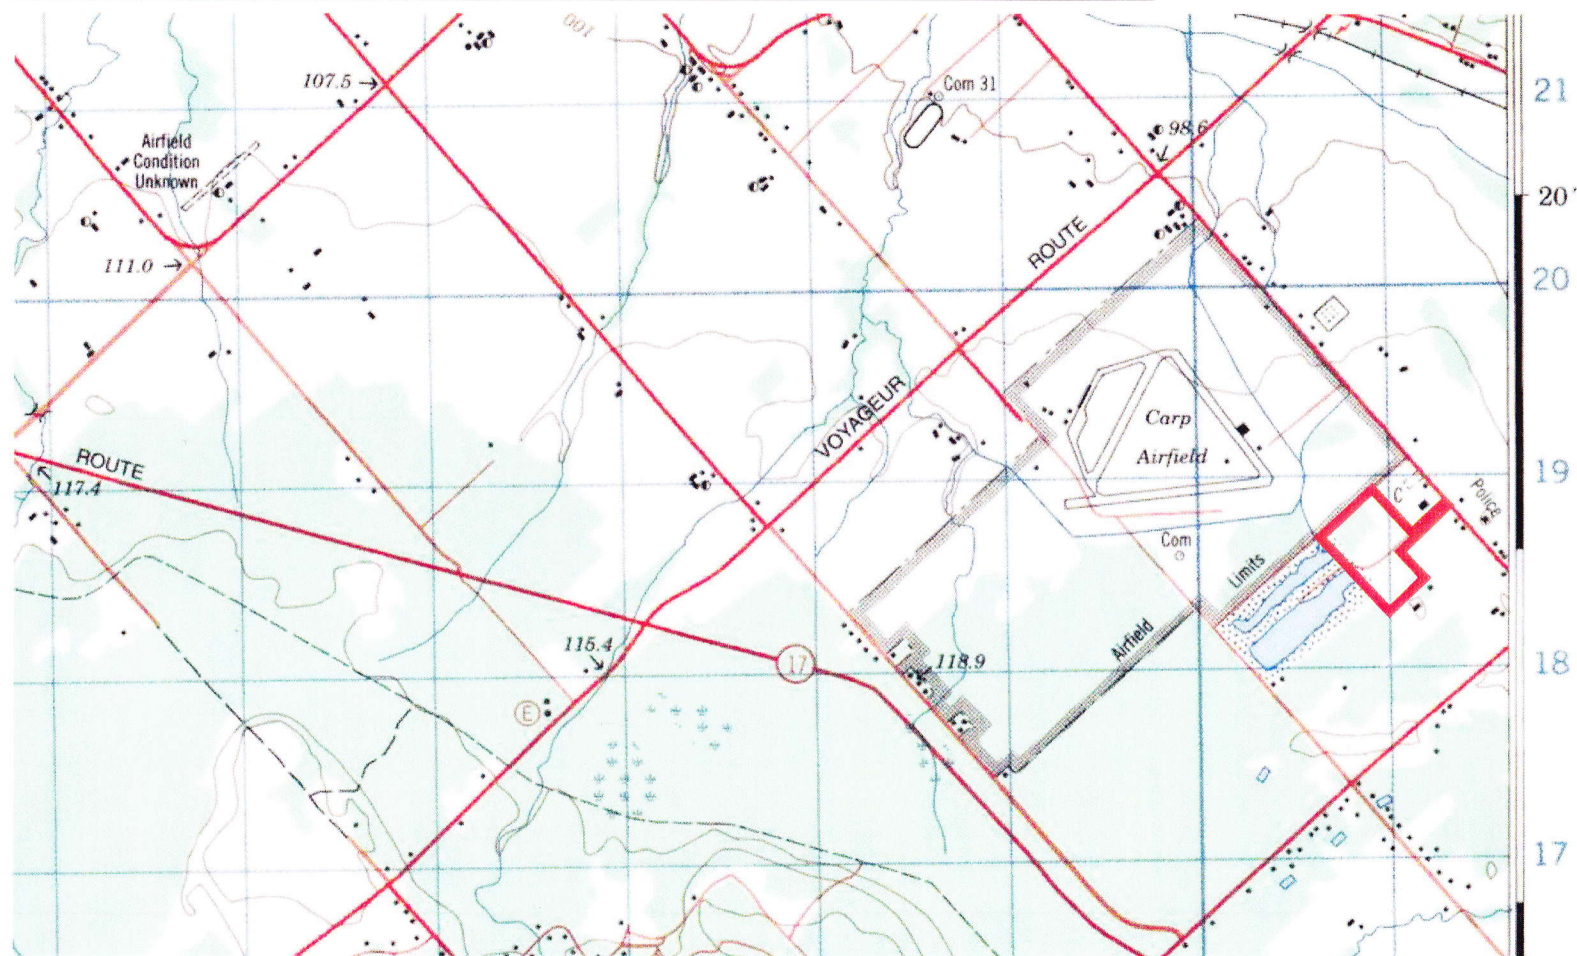 001
21
107.5
Com 31
98.6
Airfield
Condition
Unknown
20'
ROUTE
111.0
20
VOYAGEUR
Carp
Airfield
ROUTE
117.4
19
C
Police
Com
Limits
Airfield
115.4
17
118.9
18
E
17